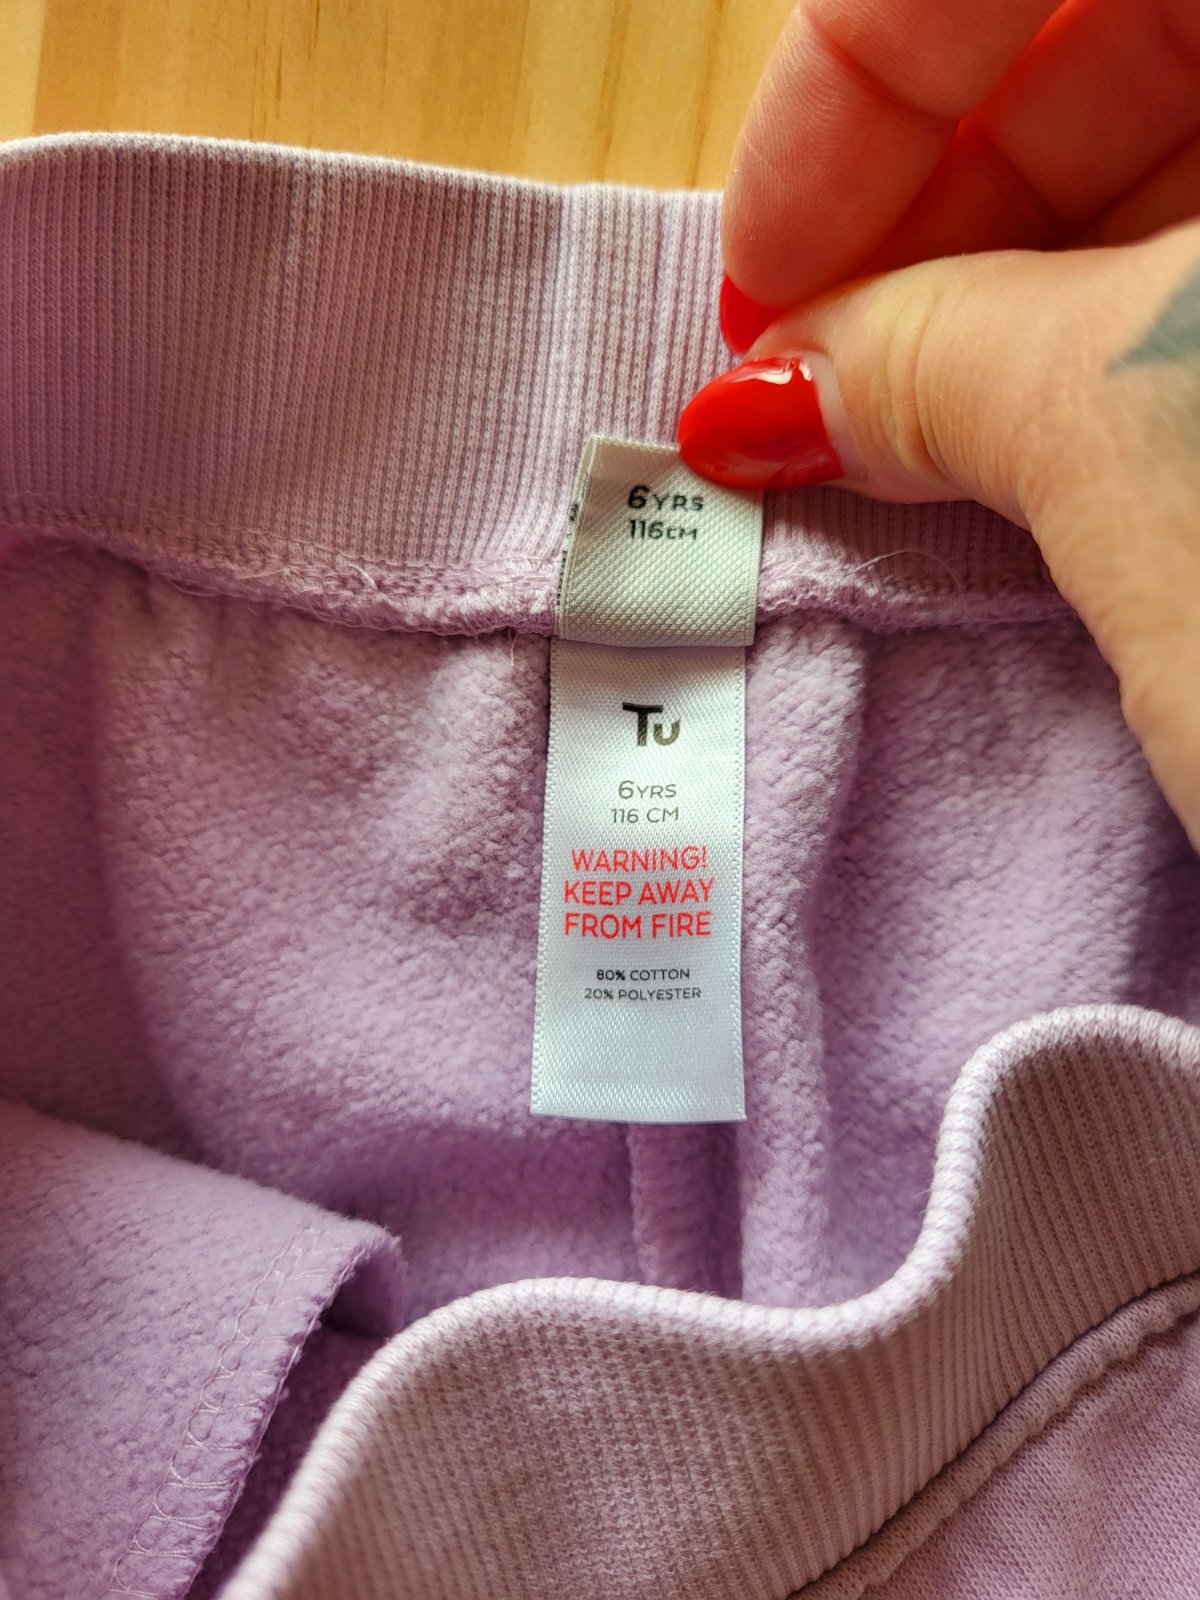 6YRS
116CM
TU
6YRS
116 CM
WARNING!
KEEP AWAY
FROM FIRE
80% COTTON
20% POLYESTER